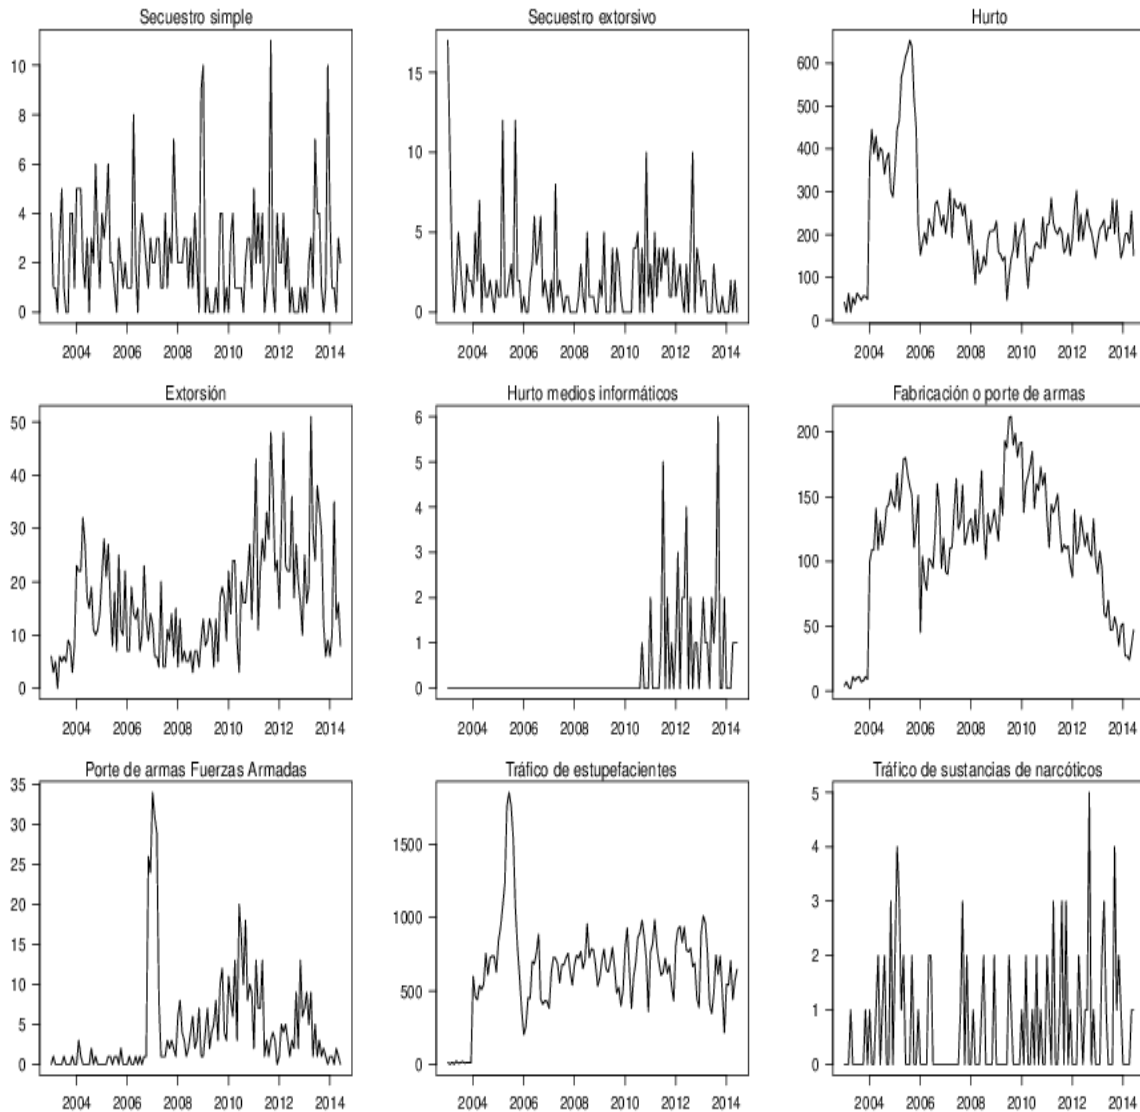 Secuestro simple
10
8
6
4
2
0
2004 2006 2008 2010 2012 2014
Secuestro extorsivo
15
10
5
0
2004 2006 2008 2010 2012 2014
Hurto
600
500
400
300
200
100
0
2004 2006 2008 2010 2012 2014
Extorsión
50
40
30
20
10
0
2004 2006 2008 2010 2012 2014
Hurto medios informáticos
6
5
4
3
2
1
0
2004 2006 2008 2010 2012 2014
Fabricación o porte de armas
200
150
100
50
0
2004 2006 2008 2010 2012 2014
Porte de armas Fuerzas Armadas
35
30
25
20
15
10
5
0
2004 2006 2008 2010 2012 2014
Tráfico de estupefacientes
1500
1000
500
0
2004 2006 2008 2010 2012 2014
Tráfico de sustancias de narcóticos
5
4
3
2
1
0
2004 2006 2008 2010 2012 2014